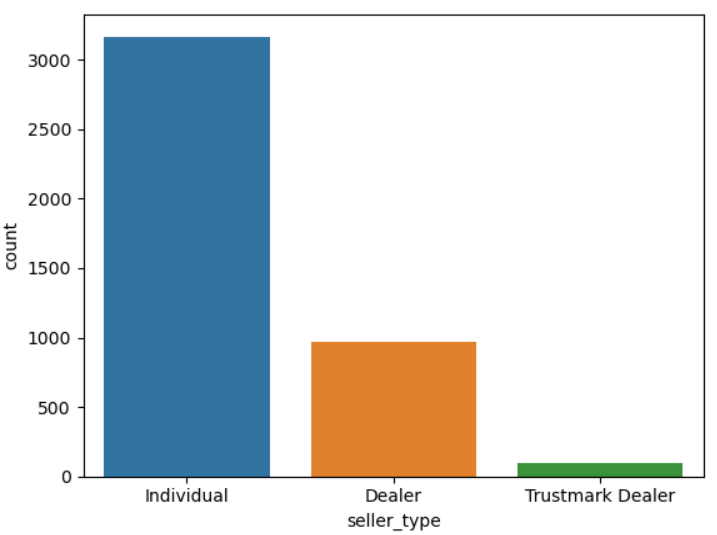 3000
2500
2000
1500
1000
500
0
count
Individual
Dealer
Trustmark Dealer
seller_type